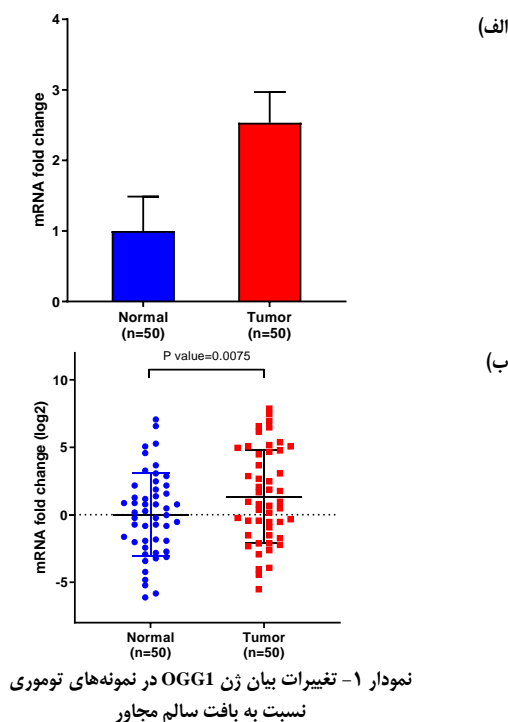 الف)
mRNA fold change
4
3
2
1
0
Normal
(n=50)
Tumor
(n=50)
ب)
P value=0.0075
mRNA fold change (log2)
10
5
0
-5
Normal
(n=50)
Tumor
(n=50)
نمودار ۱- تغییرات بیان ژن OGG1 در نمونه‌های توموری
نسبت به بافت سالم مجاور